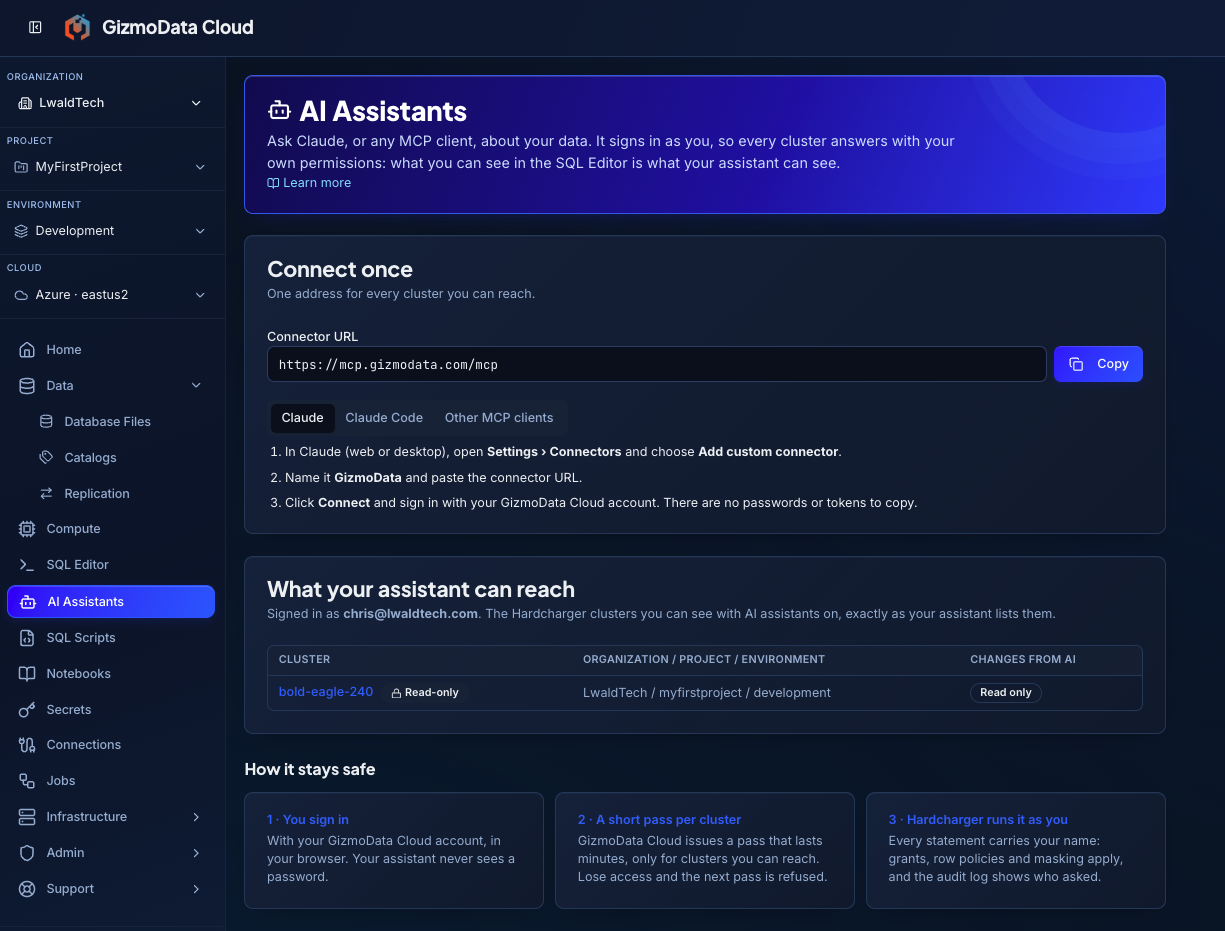 GizmoData Cloud
ORGANIZATION
LwaldTech
PROJECT
MyFirstProject
ENVIRONMENT
Development
CLOUD
Azure · eastus2
Home
Data
Database Files
Catalogs
Replication
Compute
SQL Editor
AI Assistants
SQL Scripts
Notebooks
Secrets
Connections
Jobs
Infrastructure
Admin
Support
AI Assistants
Ask Claude, or any MCP client, about your data. It signs in as you, so every cluster answers with your
own permissions: what you can see in the SQL Editor is what your assistant can see.
Learn more
Connect once
One address for every cluster you can reach.
Connector URL
https://mcp.gizmodata.com/mcp
Copy
Claude Claude Code Other MCP clients
1. In Claude (web or desktop), open Settings › Connectors and choose Add custom connector.
2. Name it GizmoData and paste the connector URL.
3. Click Connect and sign in with your GizmoData Cloud account. There are no passwords or tokens to copy.
What your assistant can reach
Signed in as chris@lwaldtech.com. The Hardcharger clusters you can see with AI assistants on, exactly as your assistant lists them.
CLUSTER ORGANIZATION / PROJECT / ENVIRONMENT CHANGES FROM AI
bold-eagle-240 Read-only LwaldTech / myfirstproject / development Read only
How it stays safe
1 · You sign in
With your GizmoData Cloud account, in
your browser. Your assistant never sees a
password.
2 · A short pass per cluster
GizmoData Cloud issues a pass that lasts
minutes, only for clusters you can reach.
Lose access and the next pass is refused.
3 · Hardcharger runs it as you
Every statement carries your name:
grants, row policies and masking apply,
and the audit log shows who asked.